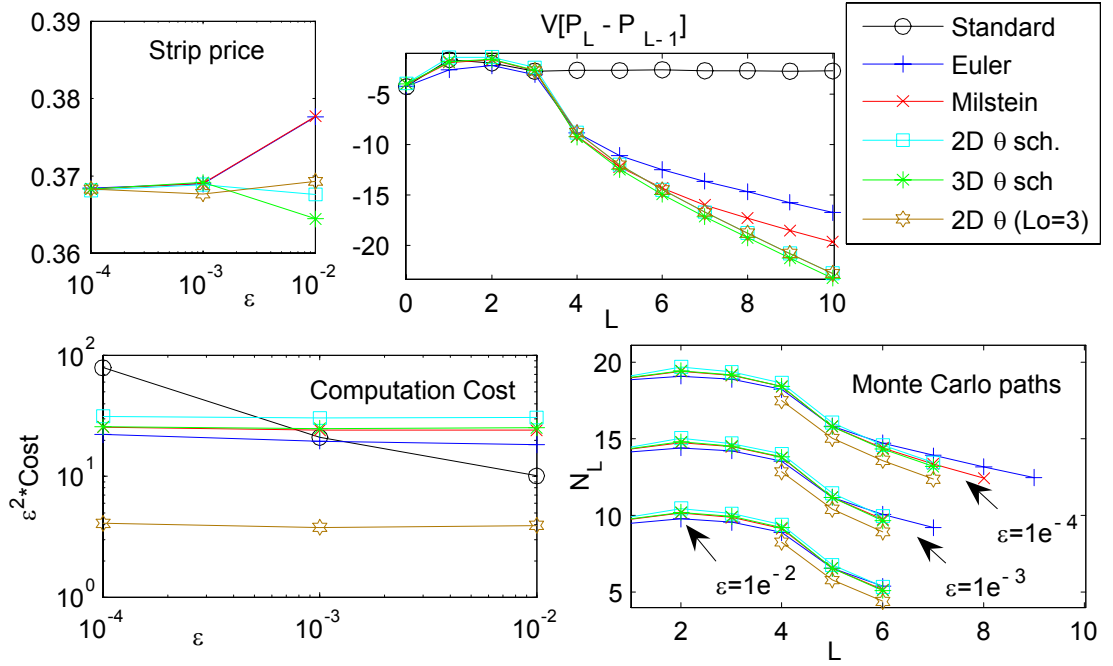 0.39
0.38
0.37
0.36
Strip price
10^-4
10^-3
10^-2
ε
V[P_L - P_L-1]
-5
-10
-15
-20
0
2
4
6
8
10
L
Standard
Euler
Milstein
2D θ sch.
3D θ sch
2D θ (Lo=3)
ε^2*Cost
10^2
10^1
10^0
Computation Cost
10^-4
10^-3
10^-2
ε
N_L
20
15
10
5
Monte Carlo paths
ε=1e^-4
ε=1e^-3
ε=1e^-2
2
4
6
8
10
L